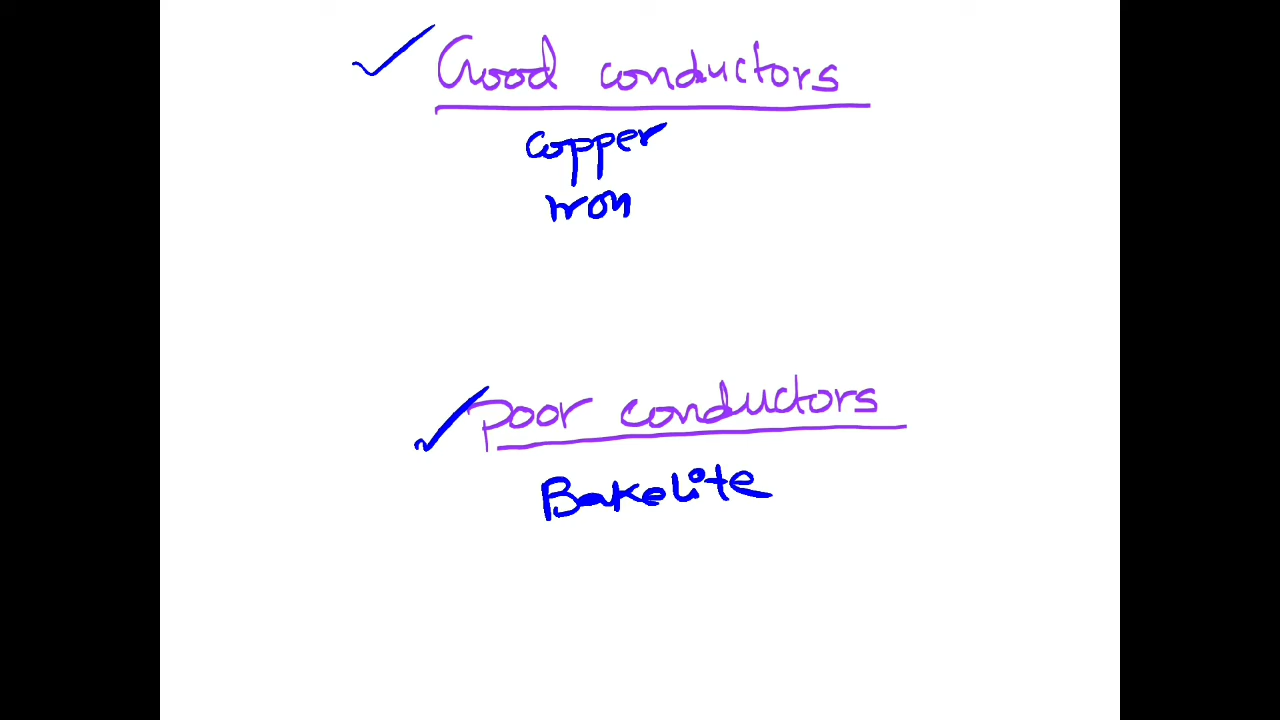 Good conductors
copper
iron
poor conductors
Bakelite